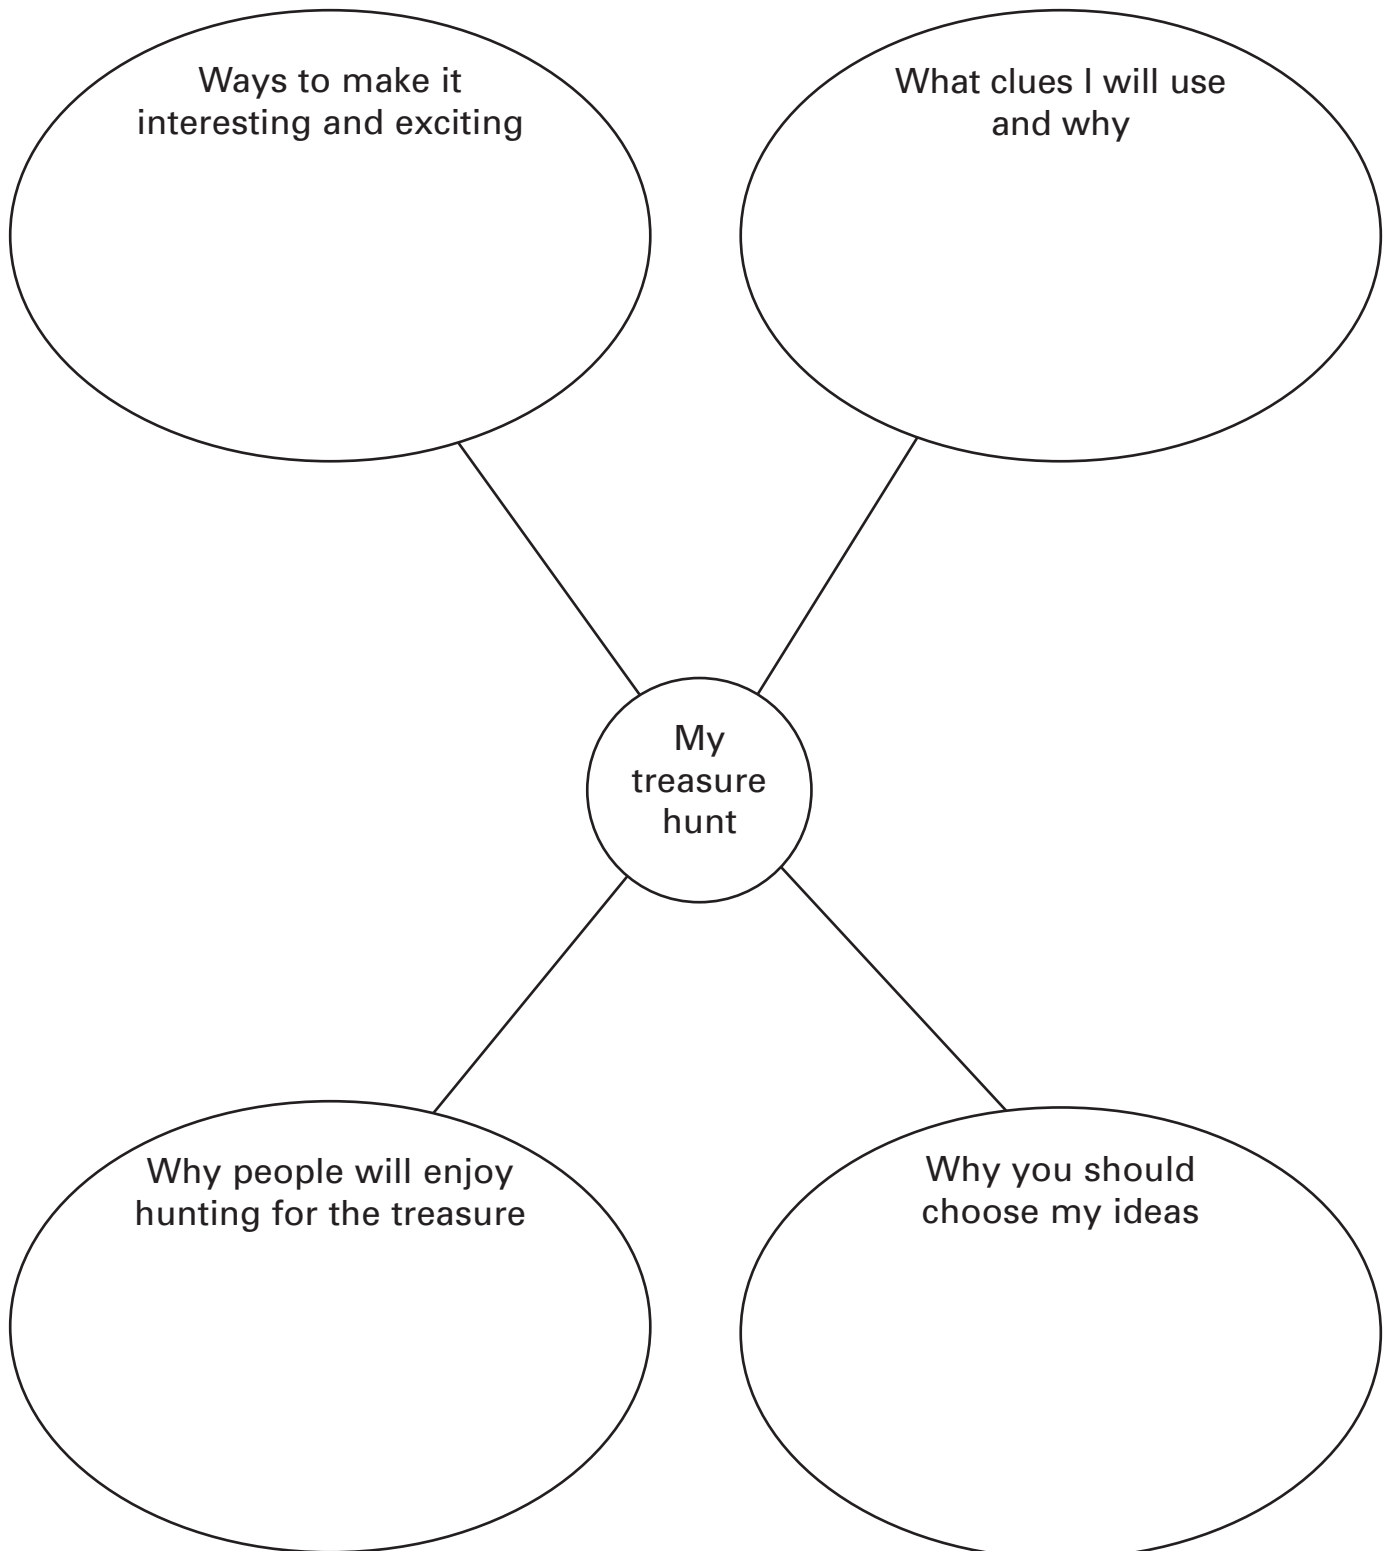 Ways to make it
interesting and exciting
What clues I will use
and why
My
treasure
hunt
Why people will enjoy
hunting for the treasure
Why you should
choose my ideas